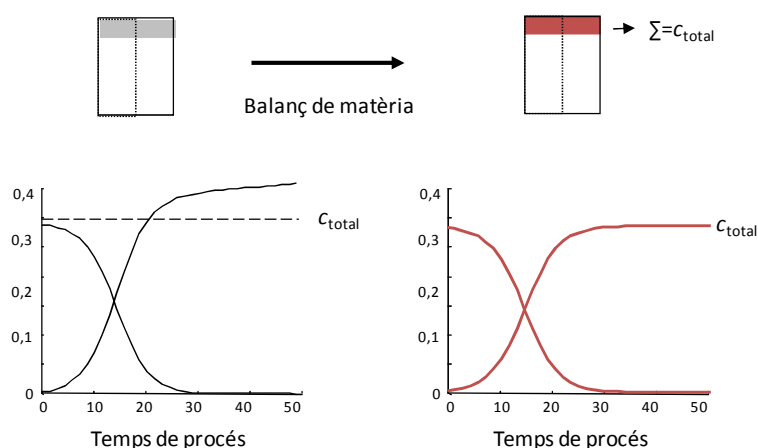 ∑=c_total
Balanç de matèria
0,4
0,3
0,2
0,1
0
c_total
0 10 20 30 40 50
Temps de procés
0,4
0,3
0,2
0,1
0
c_total
0 10 20 30 40 50
Temps de procés